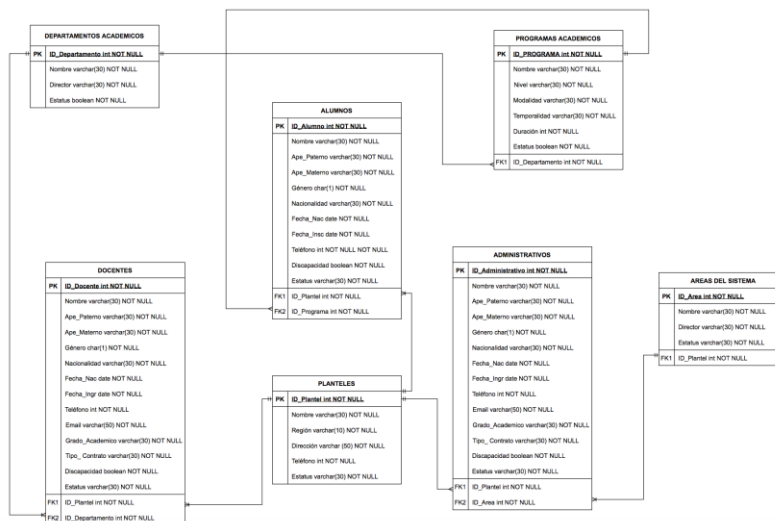 DEPARTAMENTOS ACADEMICOS
PK ID_Departamento int NOT NULL
Nombre varchar(30) NOT NULL
Director varchar(30) NOT NULL
Estatus boolean NOT NULL
PROGRAMAS ACADEMICOS
PK ID_PROGRAMA int NOT NULL
Nombre varchar(30) NOT NULL
Nivel varchar(30) NOT NULL
Modalidad varchar(30) NOT NULL
Temporalidad varchar(30) NOT NULL
Duración int NOT NULL
Estatus boolean NOT NULL
FK1 ID_Departamento int NOT NULL
ALUMNOS
PK ID_Alumno int NOT NULL
Nombre varchar(30) NOT NULL
Ape_Paterno varchar(30) NOT NULL
Ape_Materno varchar(30) NOT NULL
Género char(1) NOT NULL
Nacionalidad varchar(30) NOT NULL
Fecha_Nac date NOT NULL
Fecha_Insc date NOT NULL
Teléfono int NOT NULL NOT NULL
Discapacidad boolean NOT NULL
Estatus varchar(30) NOT NULL
FK1 ID_Plantel int NOT NULL
FK2 ID_Programa int NOT NULL
DOCENTES
PK ID_Docente int NOT NULL
Nombre varchar(30) NOT NULL
Ape_Paterno varchar(30) NOT NULL
Ape_Materno varchar(30) NOT NULL
Género char(1) NOT NULL
Nacionalidad varchar(30) NOT NULL
Fecha_Nac date NOT NULL
Fecha_Ingr date NOT NULL
Teléfono int NOT NULL
Email varchar(50) NOT NULL
Grado_Academico varchar(30) NOT NULL
Tipo_ Contrato varchar(30) NOT NULL
Discapacidad boolean NOT NULL
Estatus varchar(30) NOT NULL
FK1 ID_Plantel int NOT NULL
FK2 ID_Departamento int NOT NULL
PLANTELES
PK ID_Plantel int NOT NULL
Nombre varchar(30) NOT NULL
Región varchar(10) NOT NULL
Dirección varchar (50) NOT NULL
Teléfono int NOT NULL
Estatus varchar(30) NOT NULL
ADMINISTRATIVOS
PK ID_Administrativo int NOT NULL
Nombre varchar(30) NOT NULL
Ape_Paterno varchar(30) NOT NULL
Ape_Materno varchar(30) NOT NULL
Género char(1) NOT NULL
Nacionalidad varchar(30) NOT NULL
Fecha_Nac date NOT NULL
Fecha_Ingr date NOT NULL
Teléfono int NOT NULL
Email varchar(50) NOT NULL
Grado_Academico varchar(30) NOT NULL
Tipo_ Contrato varchar(30) NOT NULL
Discapacidad boolean NOT NULL
Estatus varchar(30) NOT NULL
FK1 ID_Plantel int NOT NULL
FK2 ID_Area int NOT NULL
AREAS DEL SISTEMA
PK ID_Area int NOT NULL
Nombre varchar(30) NOT NULL
Director varchar(30) NOT NULL
Estatus varchar(30) NOT NULL
FK1 ID_Plantel int NOT NULL